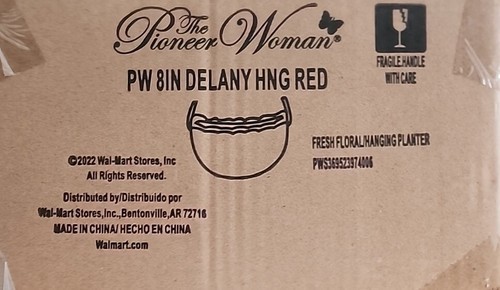 The
Pioneer Woman®
FRAGILE.HANDLE
WITH CARE
PW 8IN DELANY HNG RED
FRESH FLORAL/HANGING PLANTER
PWS369523974006
©2022 Wal-Mart Stores, Inc
All Rights Reserved.
Distributed by/Distribuido por
Wal-Mart Stores,Inc.,Bentonville,AR 72716
MADE IN CHINA/ HECHO EN CHINA
Walmart.com